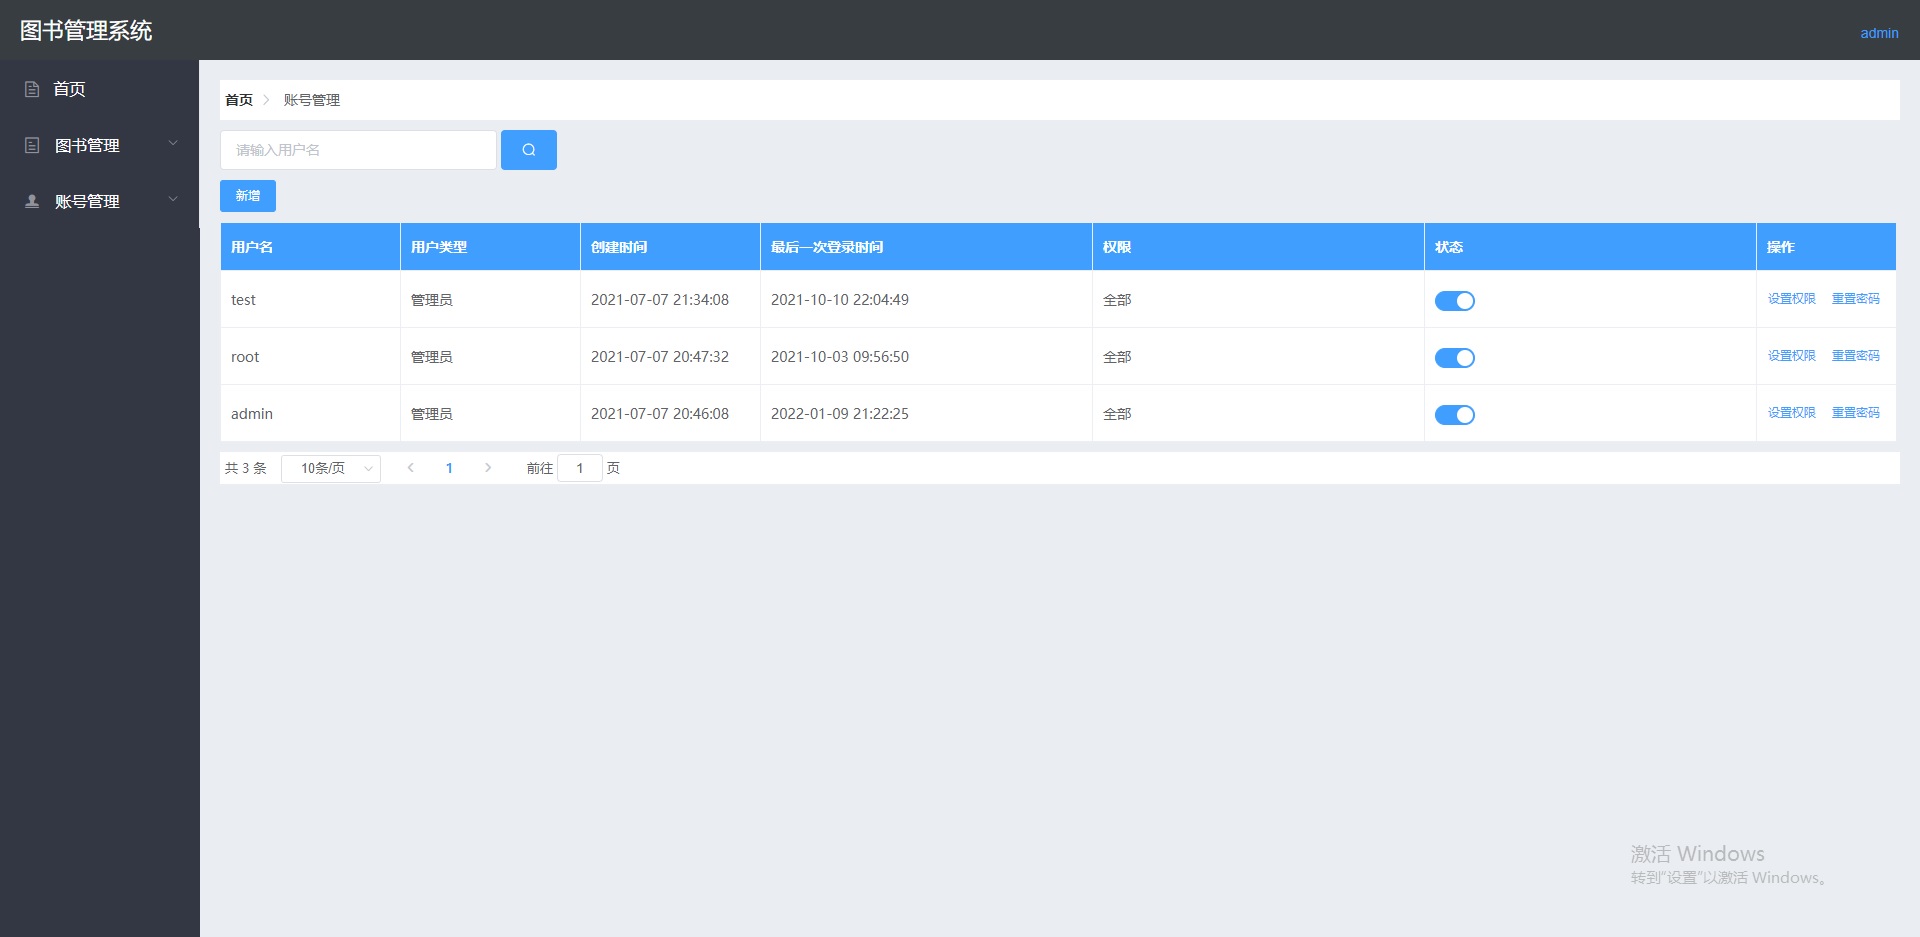 图书管理系统
admin
首页
图书管理
账号管理
首页 账号管理
请输入用户名
新增
用户名 用户类型 创建时间 最后一次登录时间 权限 状态 操作
test 管理员 2021-07-07 21:34:08 2021-10-10 22:04:49 全部 设置权限 重置密码
root 管理员 2021-07-07 20:47:32 2021-10-03 09:56:50 全部 设置权限 重置密码
admin 管理员 2021-07-07 20:46:08 2022-01-09 21:22:25 全部 设置权限 重置密码
共 3 条 10条/页 1 前往 1 页
激活 Windows
转到"设置"以激活 Windows。